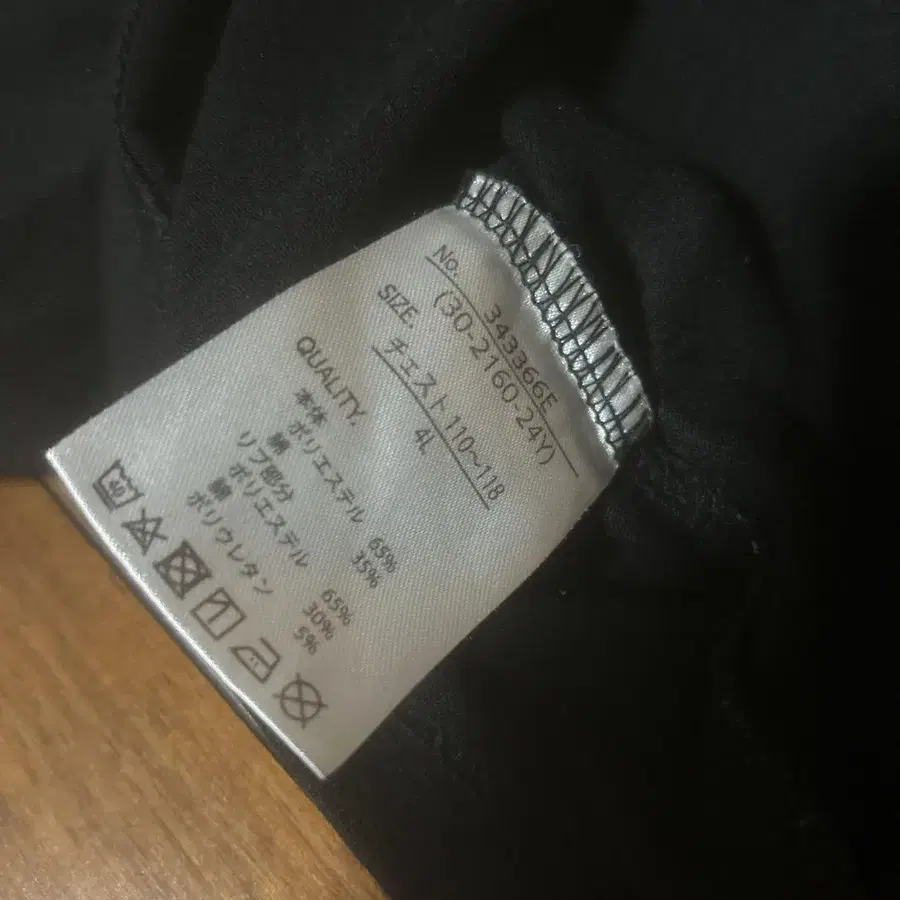 No. 343366E
(30-2160-24Y)
SIZE. チェスト110~118
4L
QUALITY.
本体
ポリエステル 65%
綿 35%
リブ部分
ポリエステル 65%
綿 30%
ポリウレタン 5%
40